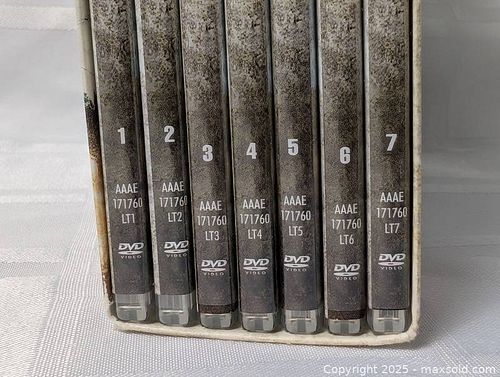 1
AAAE
171760
LT1
DVD
VIDEO
2
AAAE
171760
LT2
DVD
VIDEO
3
AAAE
171760
LT3
DVD
VIDEO
4
AAAE
171760
LT4
DVD
VIDEO
5
AAAE
171760
LT5
DVD
VIDEO
6
AAAE
171760
LT6
DVD
VIDEO
7
AAAE
171760
LT7
DVD
VIDEO
Copyright 2025 - maxsold.com